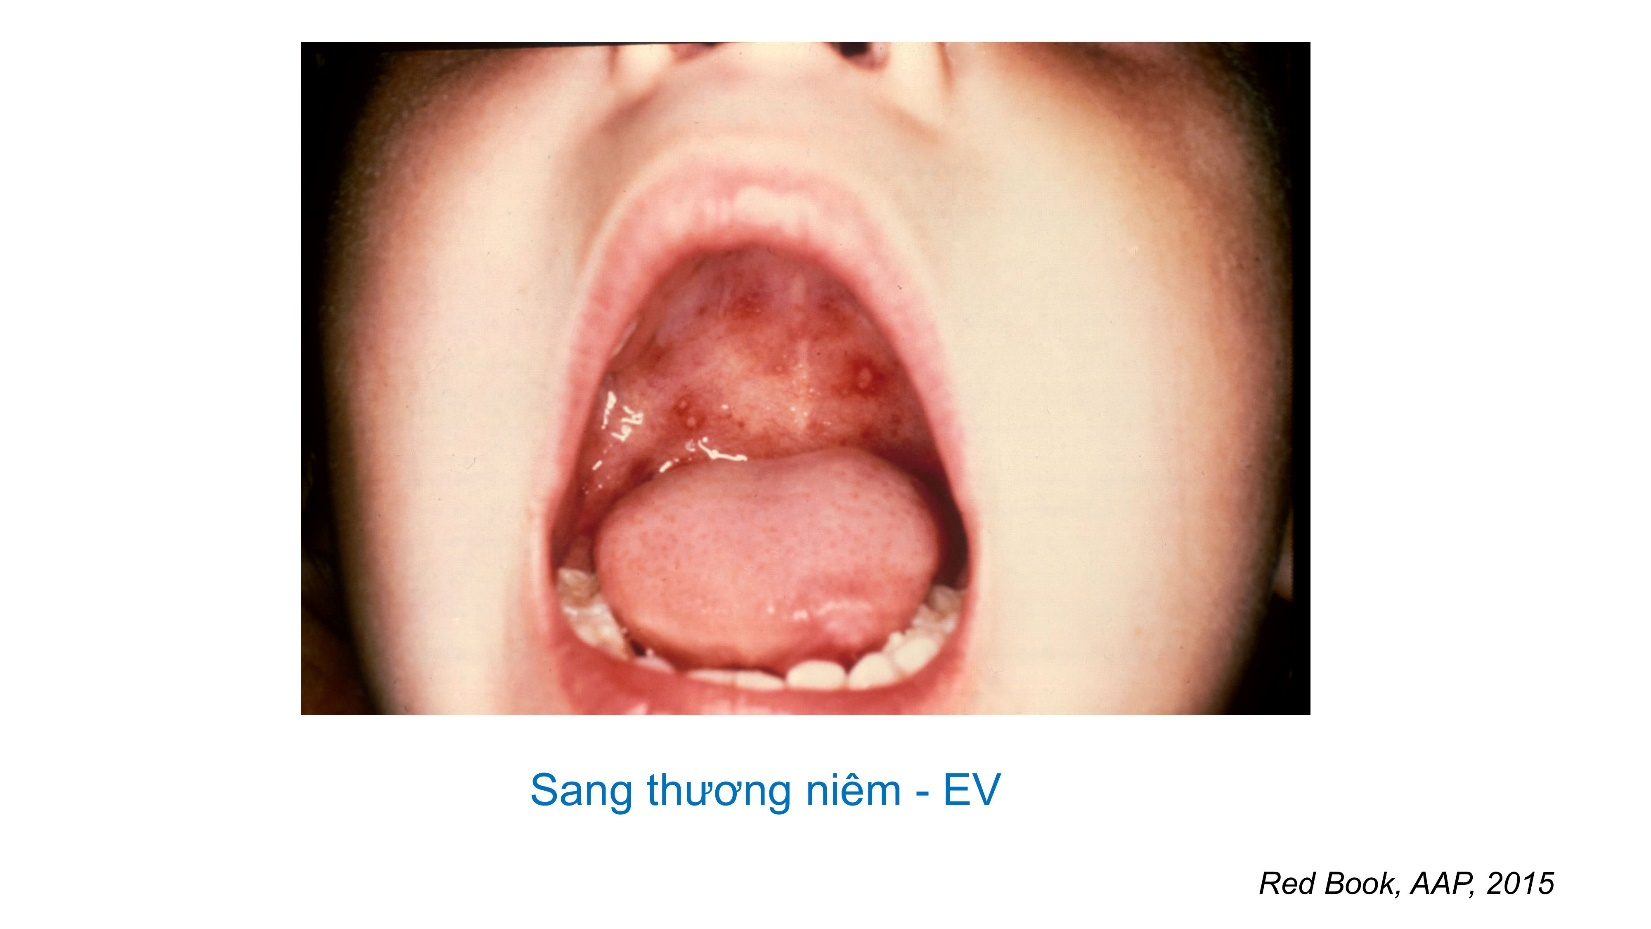 Sang thương niêm - EV
Red Book, AAP, 2015